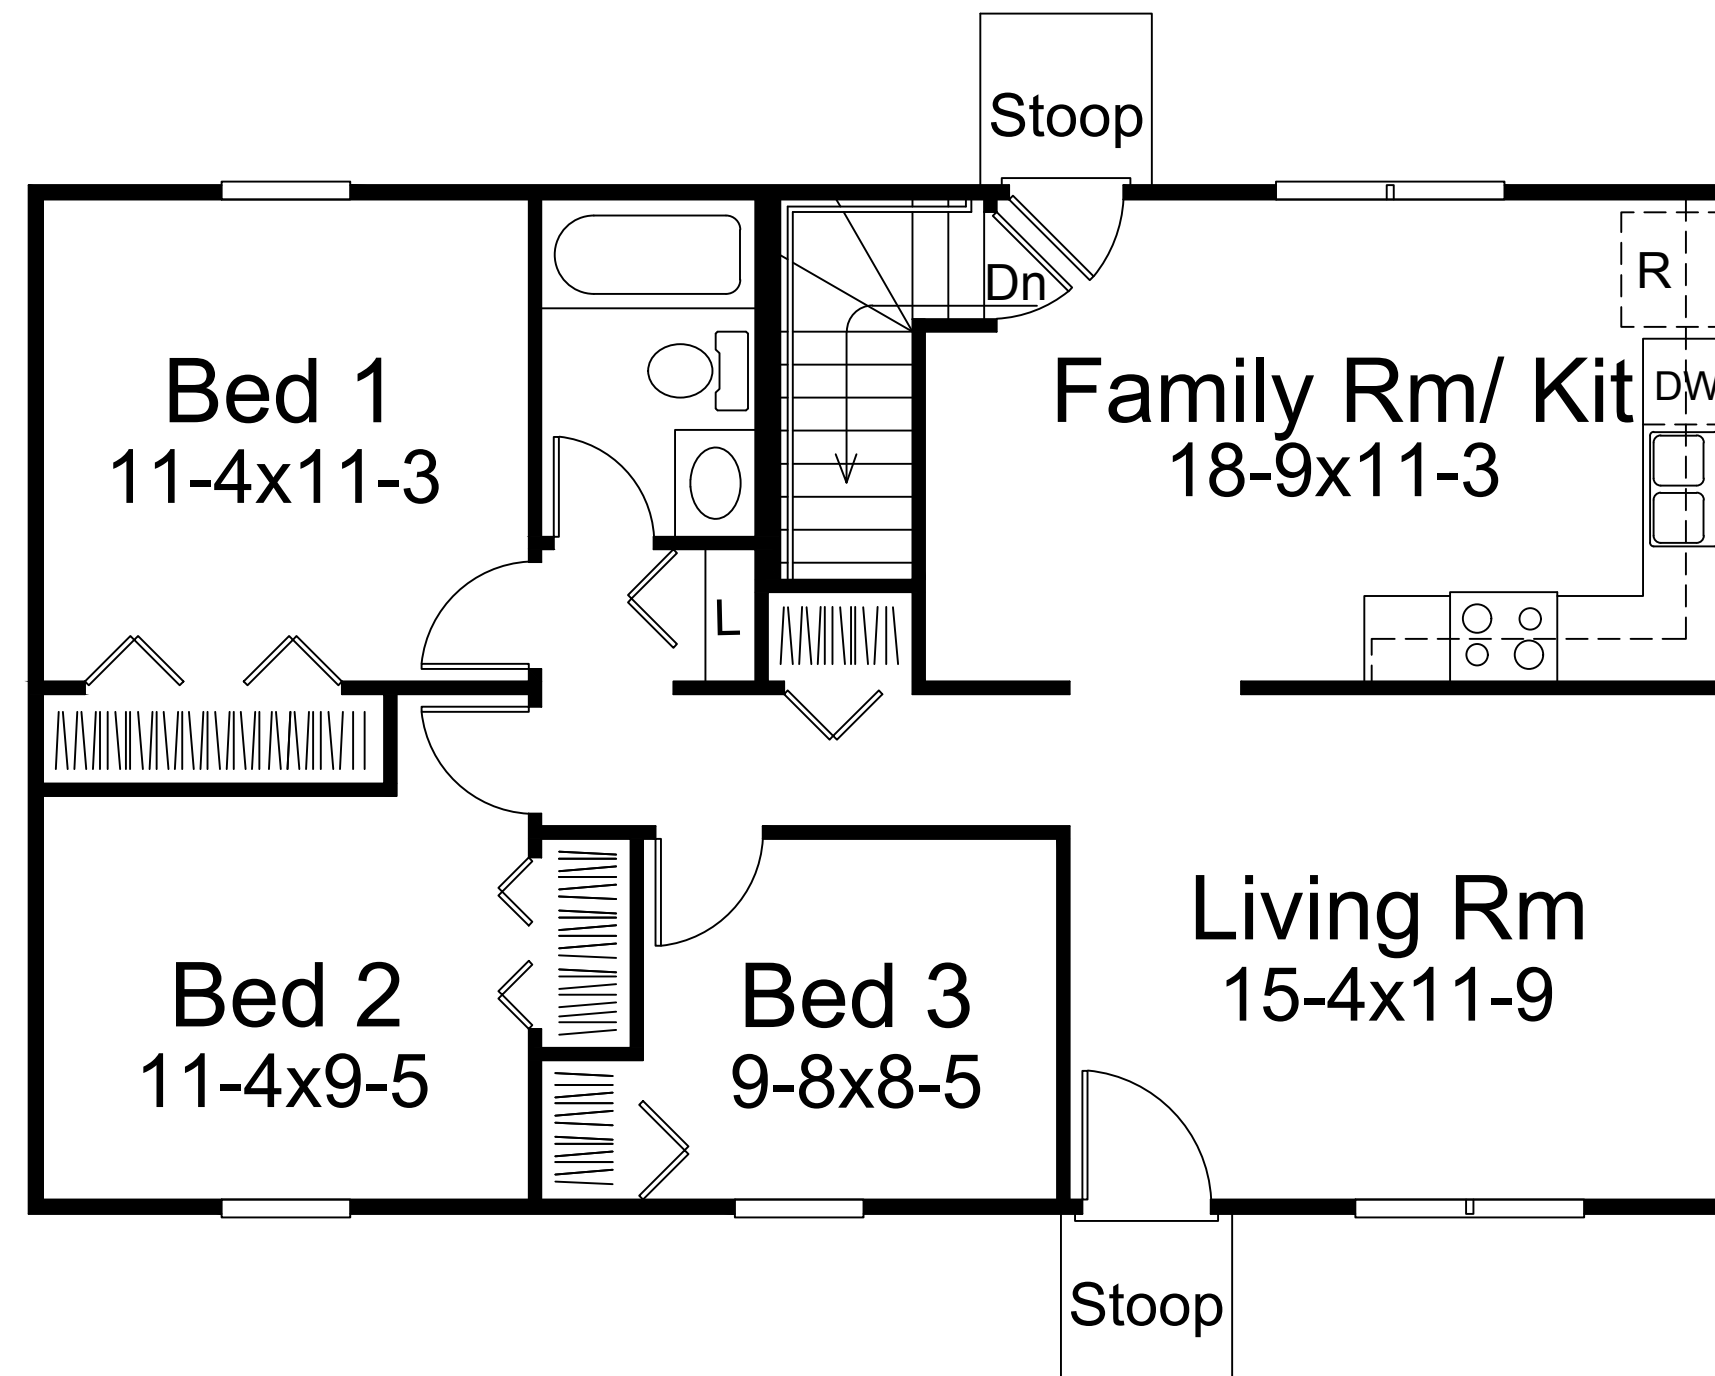 Stoop
Dn
R
Bed 1
11-4x11-3
Family Rm/ Kit
18-9x11-3
DW
L
Living Rm
15-4x11-9
Bed 2
11-4x9-5
Bed 3
9-8x8-5
Stoop